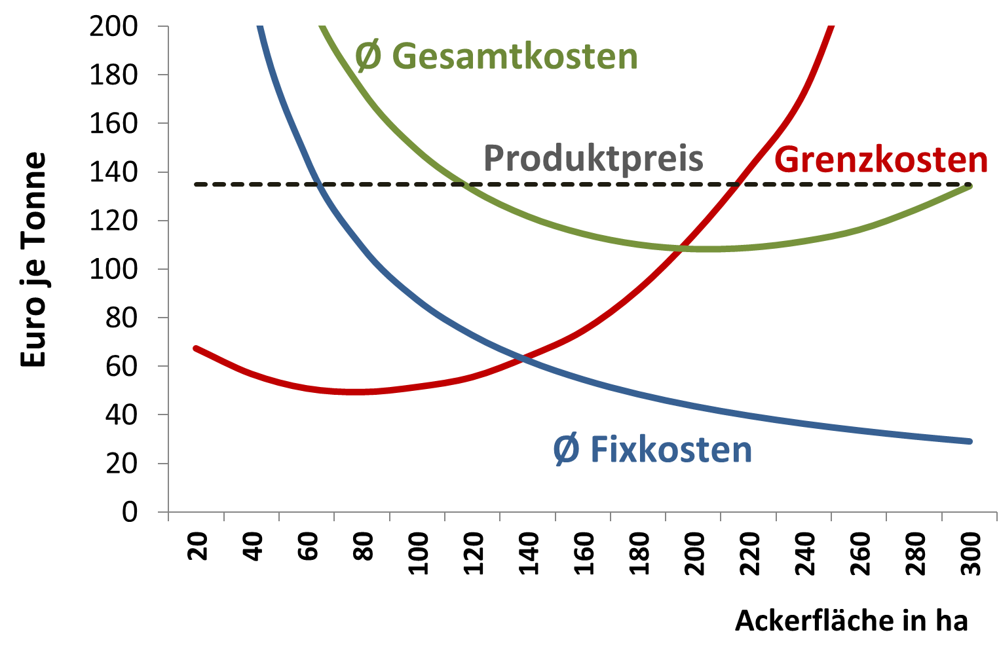 Euro je Tonne
200
180
160
140
120
100
80
60
40
20
0
Ø Gesamtkosten
Produktpreis
Grenzkosten
Ø Fixkosten
20 40 60 80 100 120 140 160 180 200 220 240 260 280 300
Ackerfläche in ha